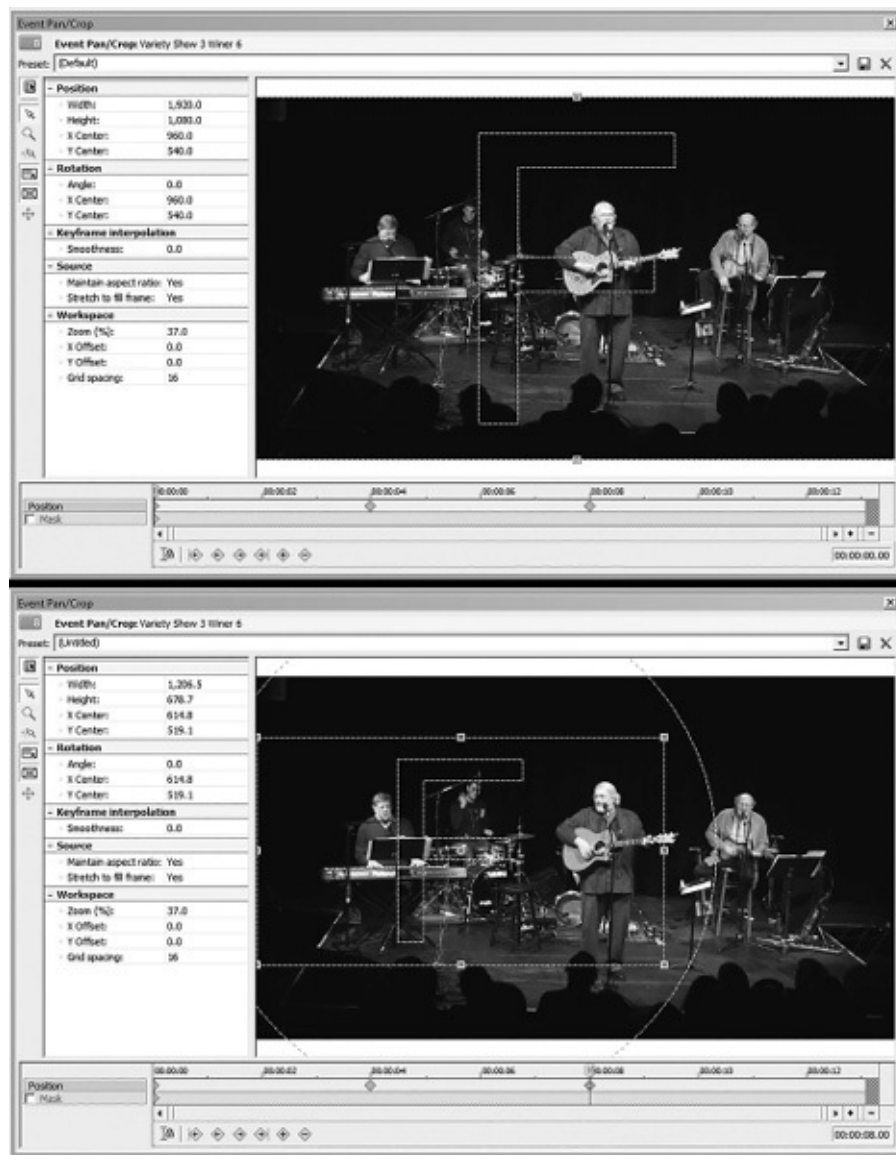 Event Pan/Crop
Event Pan/Crop: Variety Show 3 Winer 6
Preset: (Default)
Position
Width: 1,920.0
Height: 1,080.0
X Center: 960.0
Y Center: 540.0
Rotation
Angle: 0.0
X Center: 960.0
Y Center: 540.0
Keyframe interpolation
Smoothness: 0.0
Source
Maintain aspect ratio: Yes
Stretch to fill frame: Yes
Workspace
Zoom (%): 37.0
X Offset: 0.0
Y Offset: 0.0
Grid spacing: 16
00:00:00 00:00:02 00:00:04 00:00:06 00:00:08 00:00:10 00:00:12
Position
Mask
00:00:00.00
Event Pan/Crop
Event Pan/Crop: Variety Show 3 Winer 6
Preset: (Untitled)
Position
Width: 1,206.5
Height: 678.7
X Center: 614.8
Y Center: 519.1
Rotation
Angle: 0.0
X Center: 614.8
Y Center: 519.1
Keyframe interpolation
Smoothness: 0.0
Source
Maintain aspect ratio: Yes
Stretch to fill frame: Yes
Workspace
Zoom (%): 37.0
X Offset: 0.0
Y Offset: 0.0
Grid spacing: 16
00:00:00 00:00:02 00:00:04 00:00:06 00:00:08 00:00:10 00:00:12
Position
Mask
00:00:08.00